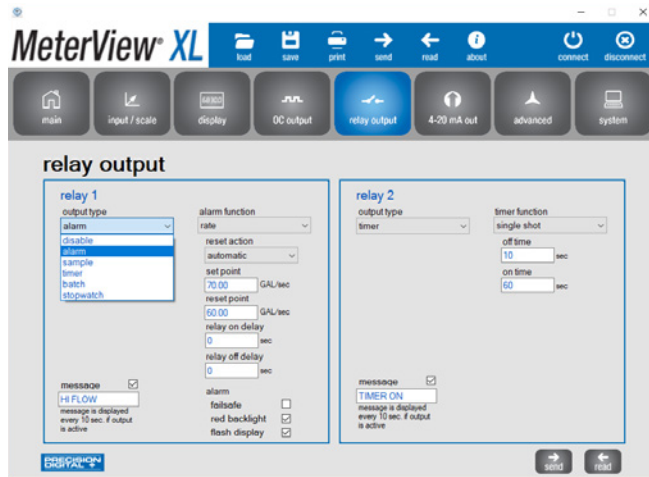 MeterView® XL
load save print send read about connect disconnect
main input / scale display OC output relay output 4-20 mA out advanced system
relay output
relay 1
output type alarm function
alarm rate
disable
alarm
sample
timer
batch
stopwatch
reset action
automatic
set point
70.00 GAL/sec
reset point
60.00 GAL/sec
relay on delay
0 sec
relay off delay
0 sec
message
HI FLOW
message is displayed
every 10 sec. if output
is active
alarm
failsafe
red backlight
flash display
relay 2
output type timer function
timer single shot
off time
10 sec
on time
60 sec
message
TIMER ON
message is displayed
every 10 sec. if output
is active
PRECISION
DIGITAL
send read